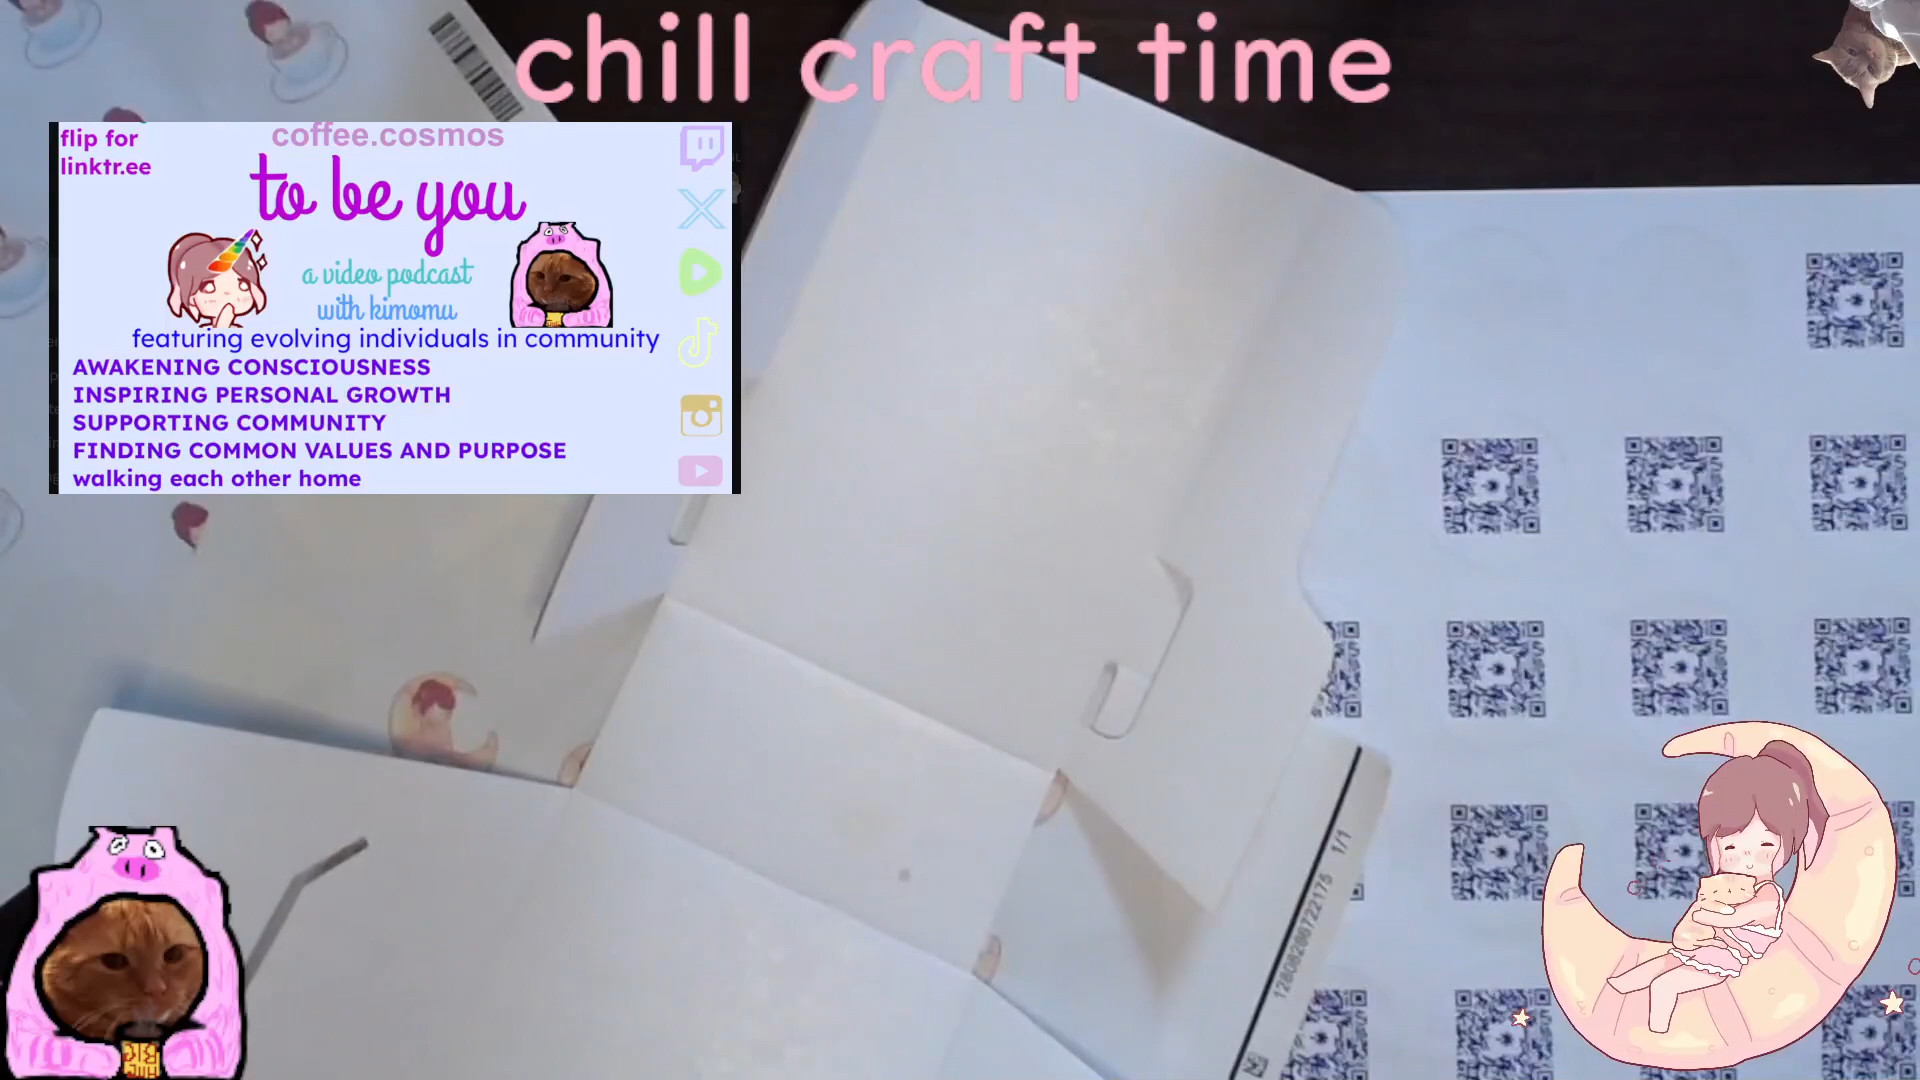 chill craft time
flip for
linktr.ee
coffee.cosmos
to be you
a video podcast
with kimomu
featuring evolving individuals in community
AWAKENING CONSCIOUSNESS
INSPIRING PERSONAL GROWTH
SUPPORTING COMMUNITY
FINDING COMMON VALUES AND PURPOSE
walking each other home
1/1